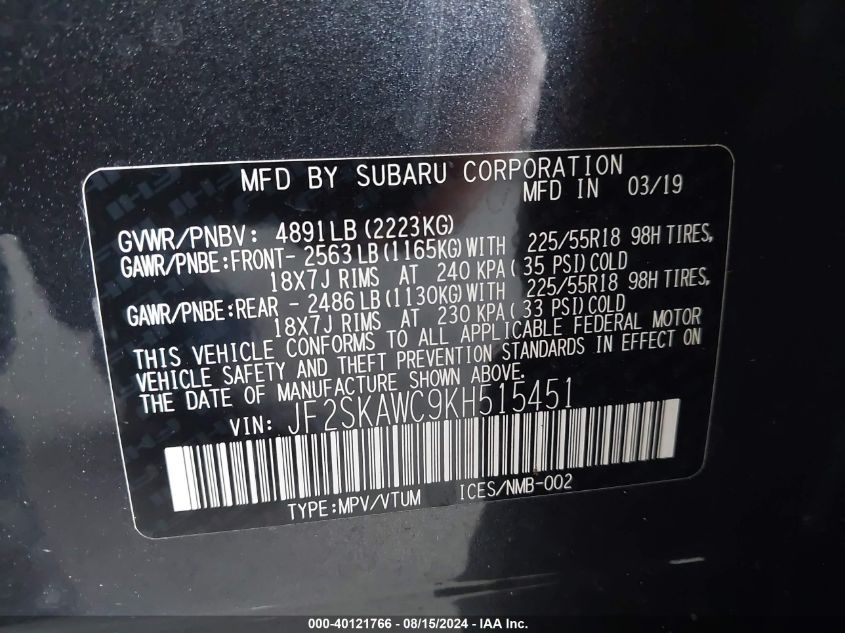 MFD BY SUBARU CORPORATION
MFD IN 03/19
GVWR/PNBV: 4891LB(2223KG)
GAWR/PNBE:FRONT- 2563LB(1165KG)WITH 225/55R18 98H TIRES,
18X7J RIMS AT 240 KPA( 35 PSI)COLD
GAWR/PNBE:REAR - 2486LB(1130KG)WITH 225/55R18 98H TIRES,
18X7J RIMS AT 230 KPA( 33 PSI)COLD
THIS VEHICLE CONFORMS TO ALL APPLICABLE FEDERAL MOTOR
VEHICLE SAFETY AND THEFT PREVENTION STANDARDS IN EFFECT ON
THE DATE OF MANUFACTURE SHOWN ABOVE.
VIN: JF2SKAWC9KH515451
TYPE:MPV/VTUM ICES/NMB-002
000-40121766 - 08/15/2024 - IAA Inc.